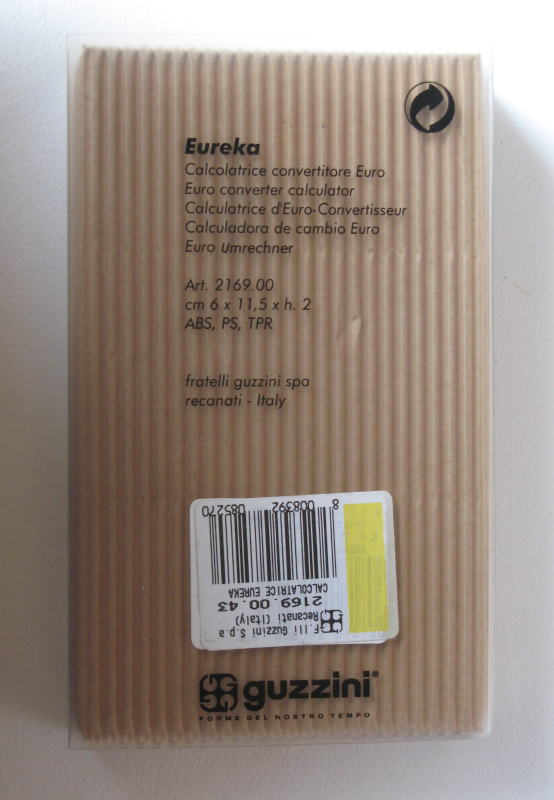 Eureka
Calcolatrice convertitore Euro
Euro converter calculator
Calculatrice d'Euro-Convertisseur
Calculadora de cambio Euro
Euro Umrechner
Art. 2169.00
cm 6 x 11,5 x h. 2
ABS, PS, TPR
fratelli guzzini spa
recanati - Italy
F.lli Guzzini S.p.a
Recanati (Italy)
2169.00.43
CALCOLATRICE EUREKA
8 008392 085270
guzzini®
FORME DEL NOSTRO TEMPO